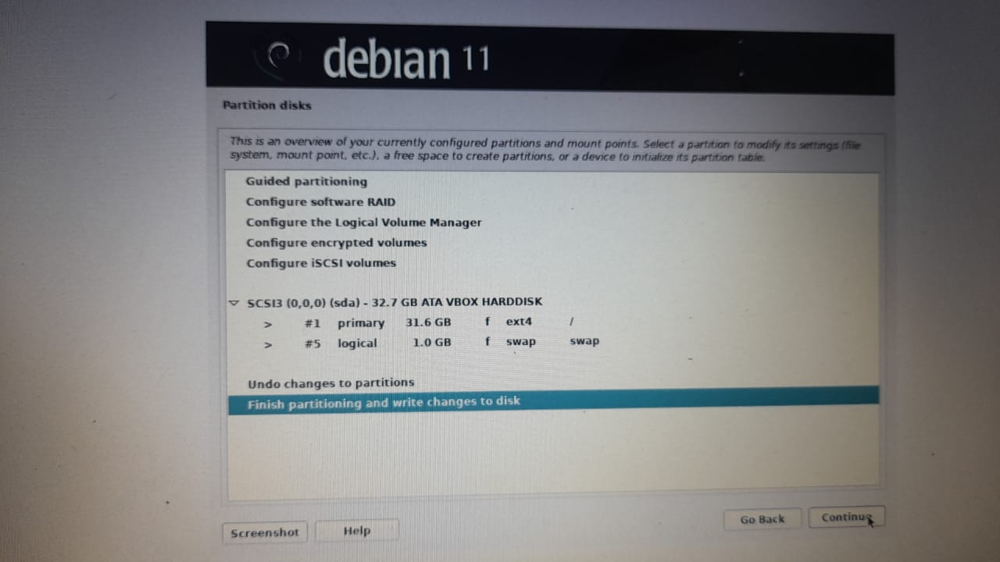 debian 11
Partition disks
This is an overview of your currently configured partitions and mount points. Select a partition to modify its settings (file
system, mount point, etc.), a free space to create partitions, or a device to initialize its partition table.
Guided partitioning
Configure software RAID
Configure the Logical Volume Manager
Configure encrypted volumes
Configure iSCSI volumes
SCSI3 (0,0,0) (sda) - 32.7 GB ATA VBOX HARDDISK
> #1 primary 31.6 GB f ext4 /
> #5 logical 1.0 GB f swap swap
Undo changes to partitions
Finish partitioning and write changes to disk
Screenshot Help Go Back Continue